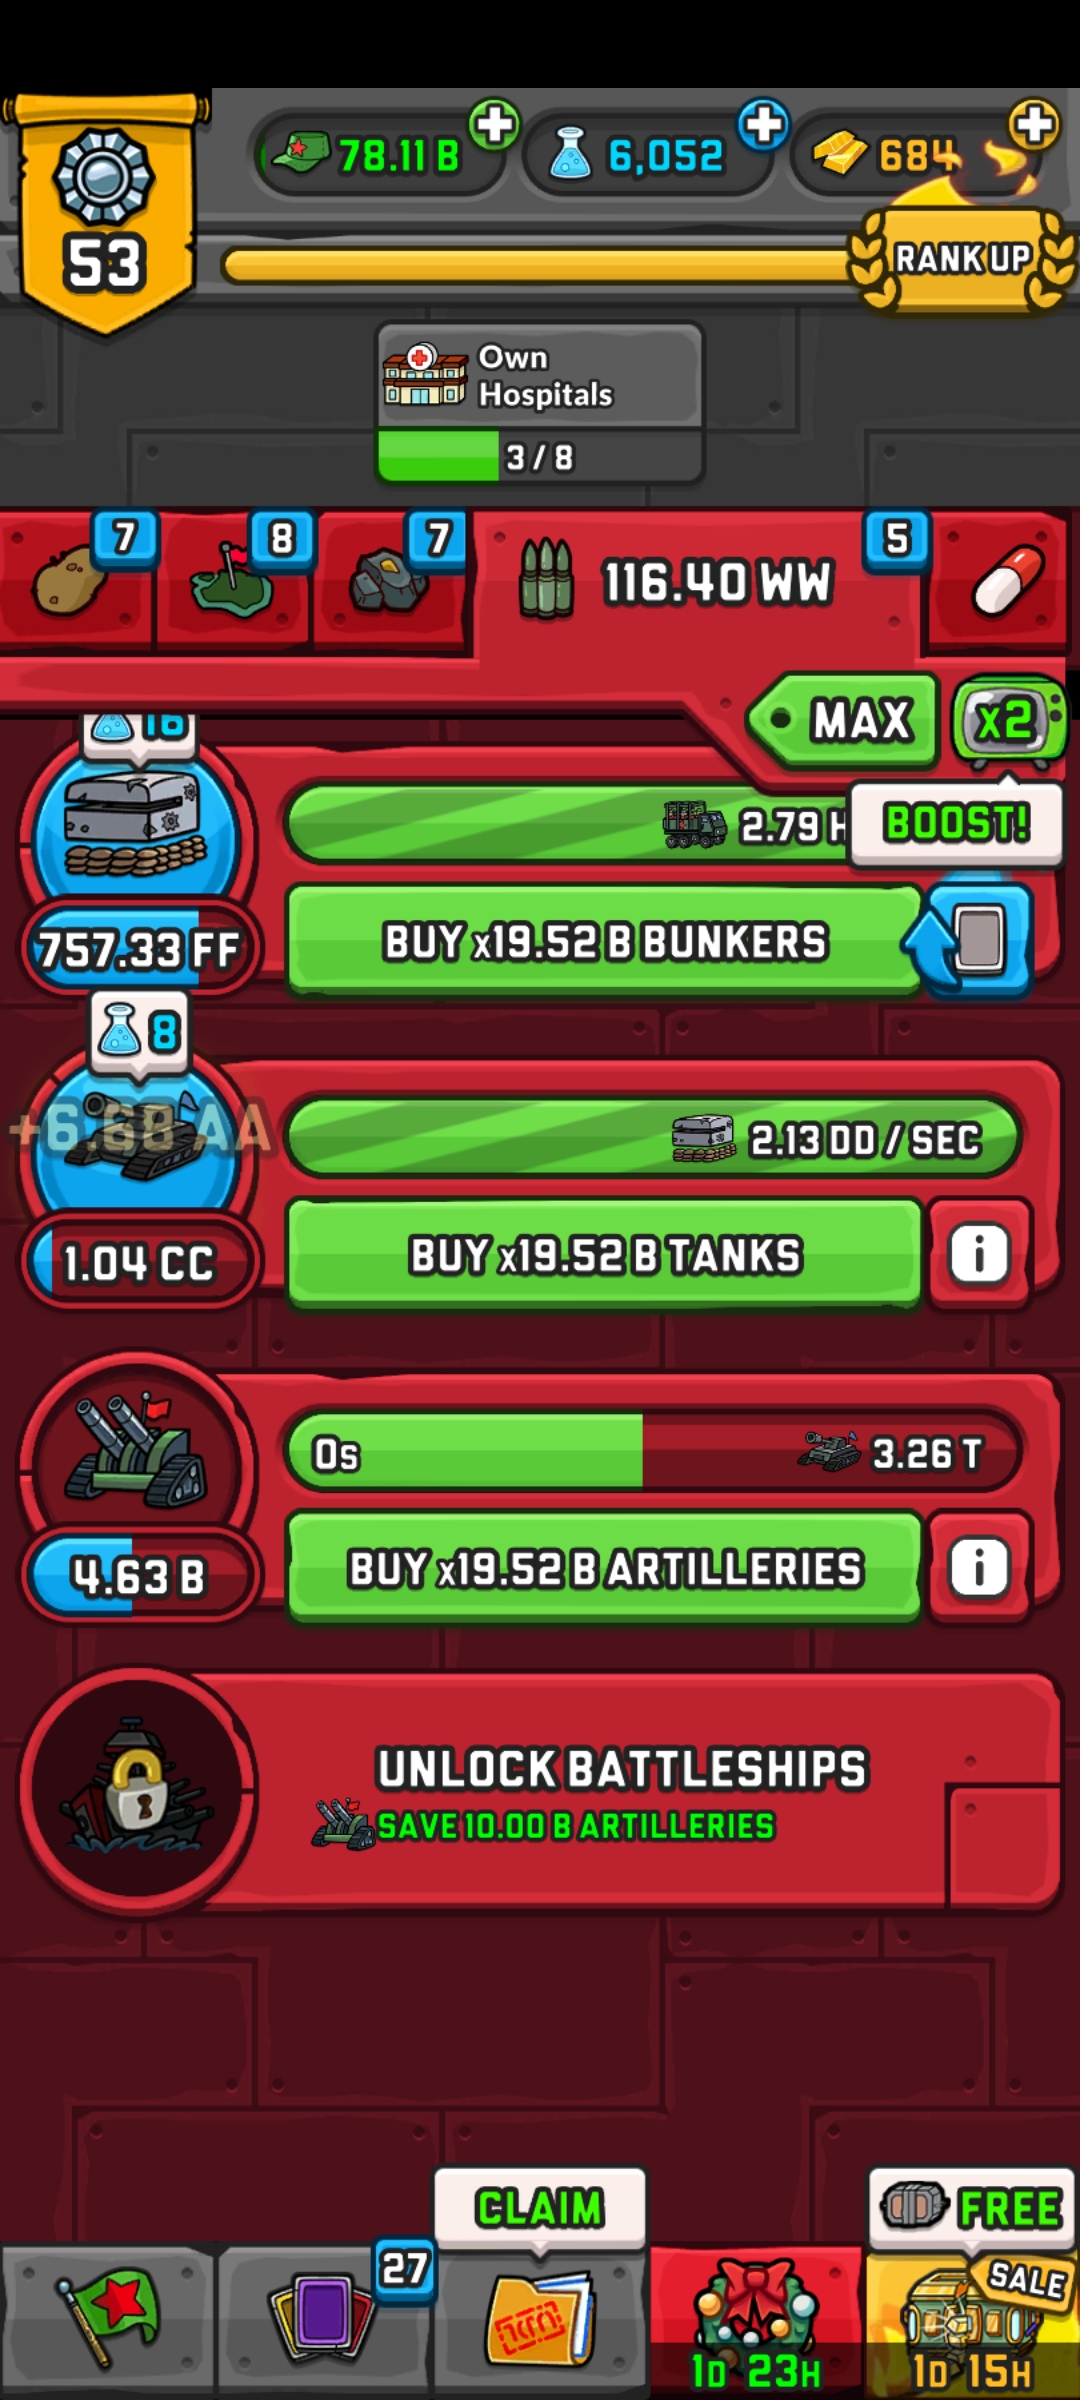 78.11 B
6,052
684
53
RANK UP
Own
Hospitals
3 / 8
7
8
7
116.40 WW
5
MAX
x2
BOOST!
16
2.79
757.33 FF
BUY x19.52 B BUNKERS
8
+6.68 AA
2.13 DD / SEC
1.04 CC
BUY x19.52 B TANKS
i
0s
3.26 T
4.63 B
BUY x19.52 B ARTILLERIES
i
UNLOCK BATTLESHIPS
SAVE 10.00 B ARTILLERIES
CLAIM
FREE
27
SALE
1D 23H
1D 15H